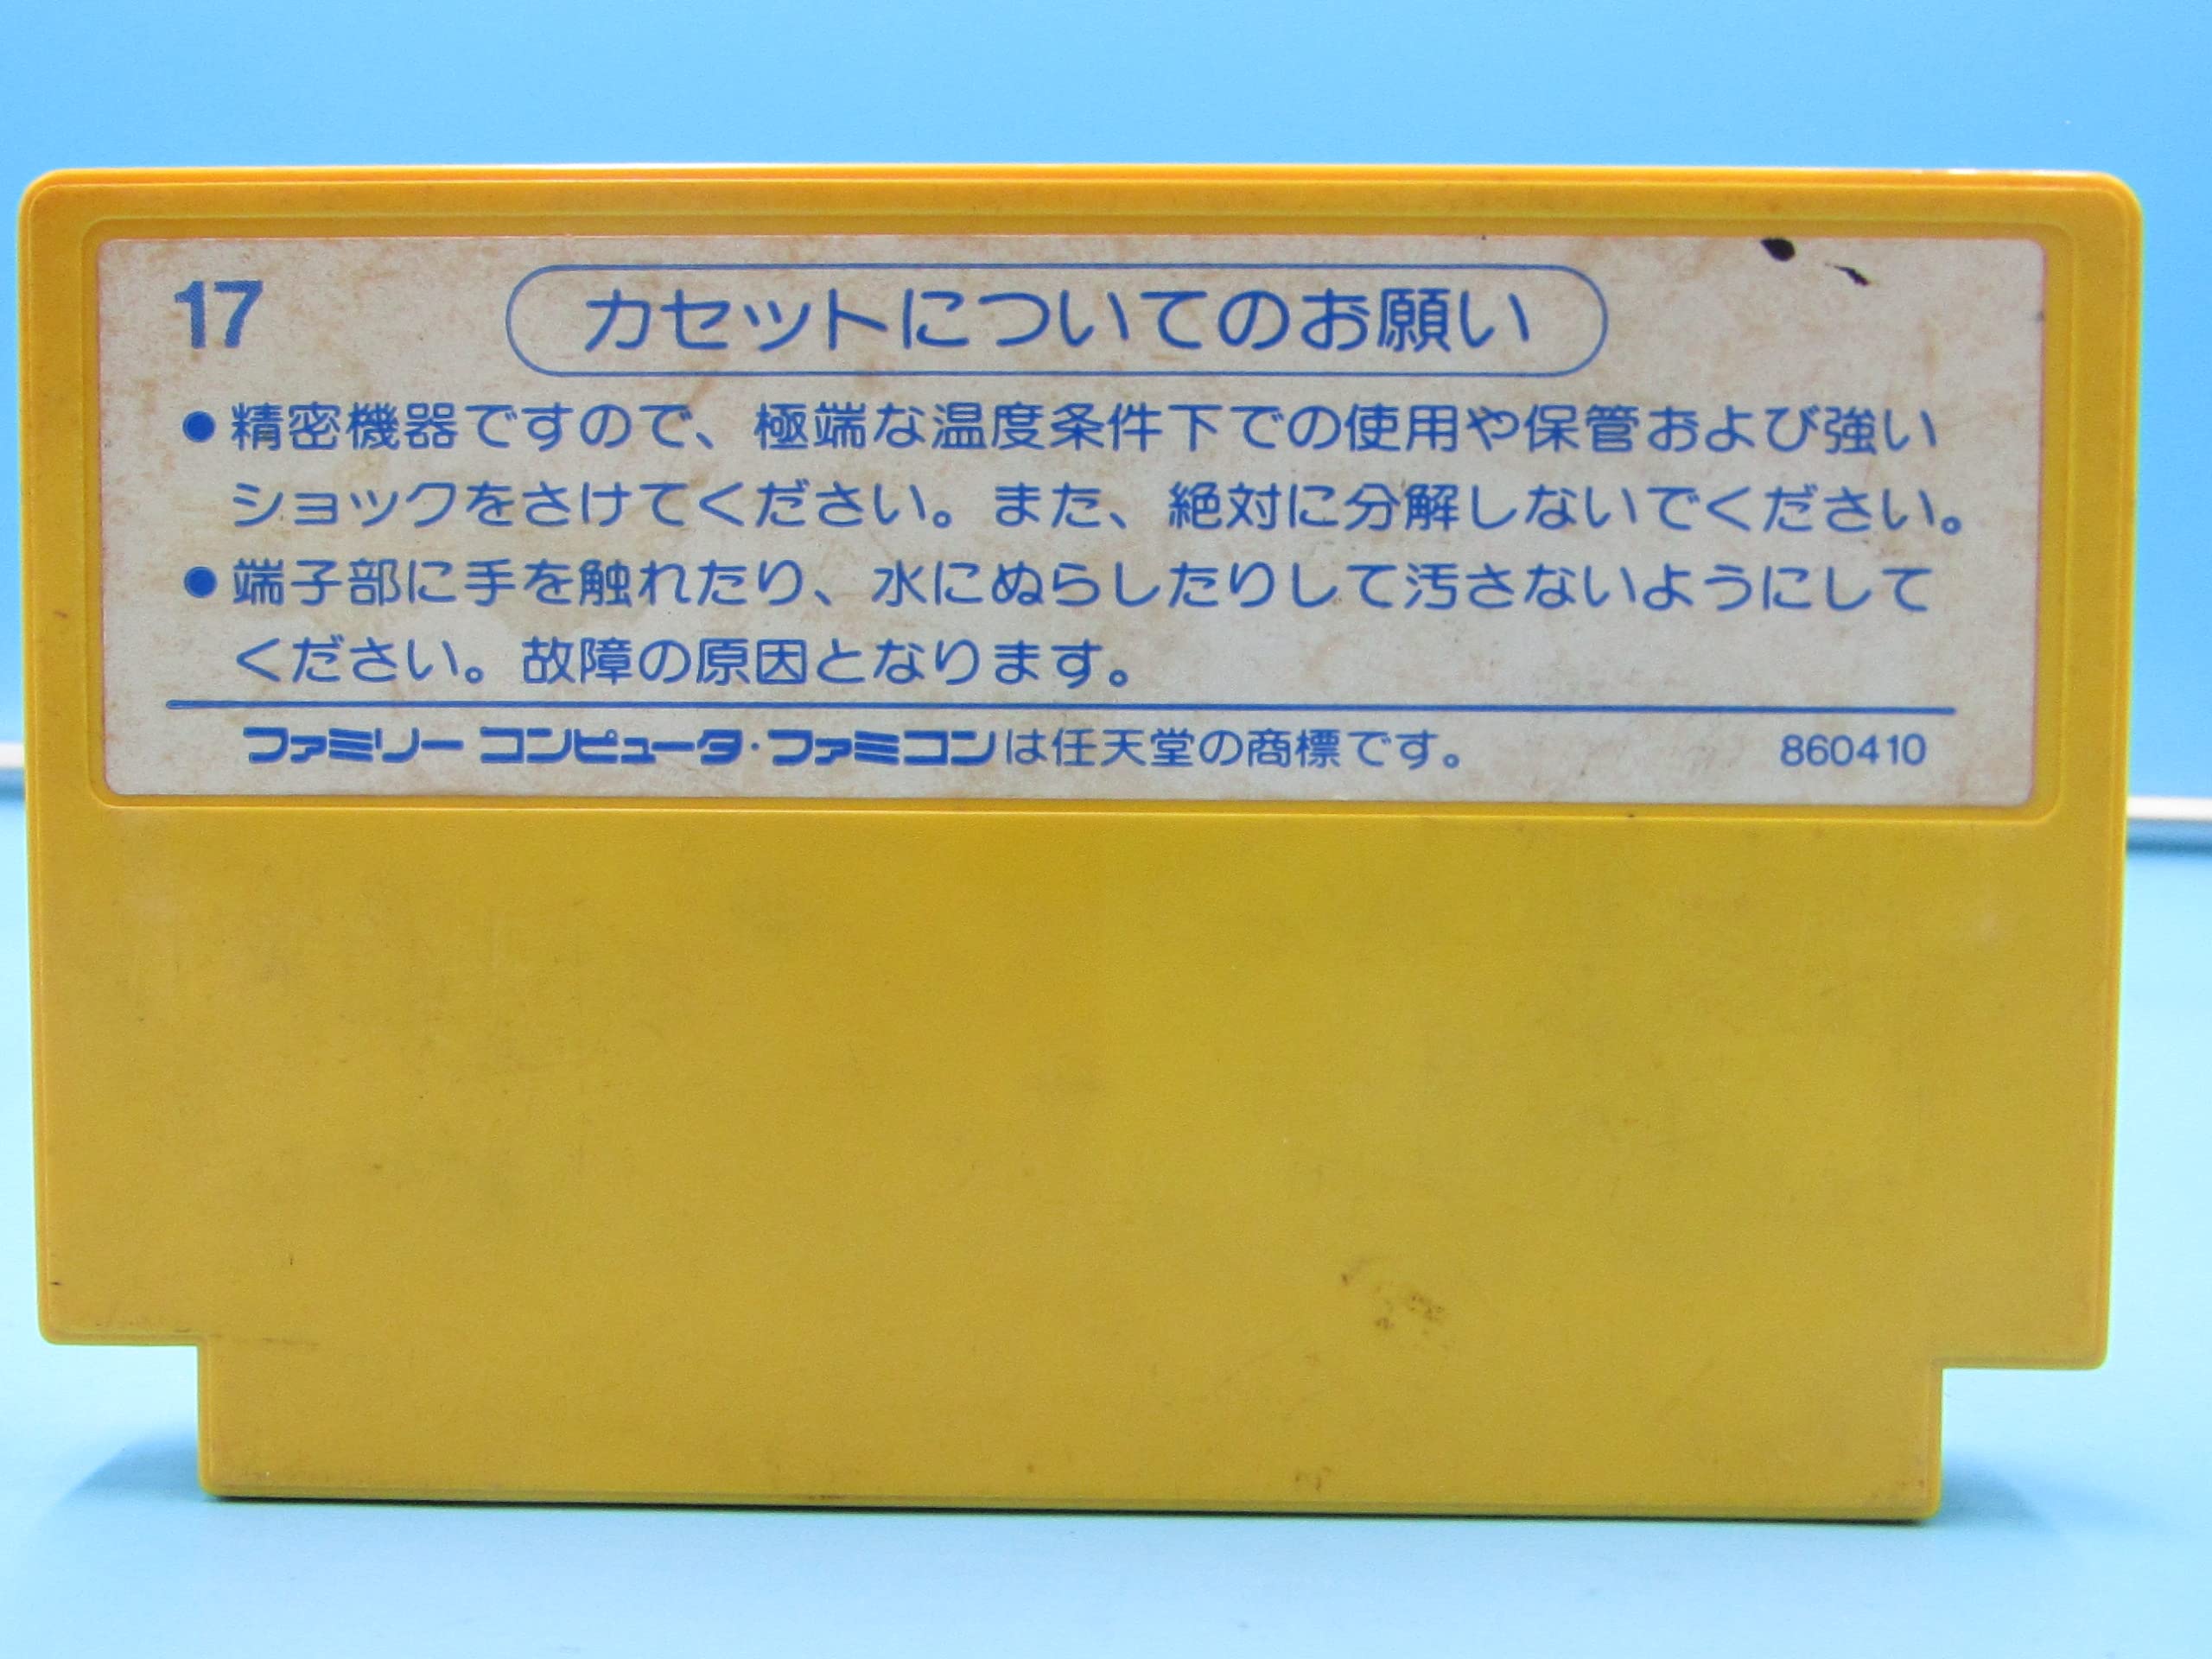 17
カセットについてのお願い
●精密機器ですので、極端な温度条件下での使用や保管および強い
ショックをさけてください。また、絶対に分解しないでください。
●端子部に手を触れたり、水にぬらしたりして汚さないようにして
ください。故障の原因となります。
ファミリー コンピュータ・ファミコンは任天堂の商標です。 860410